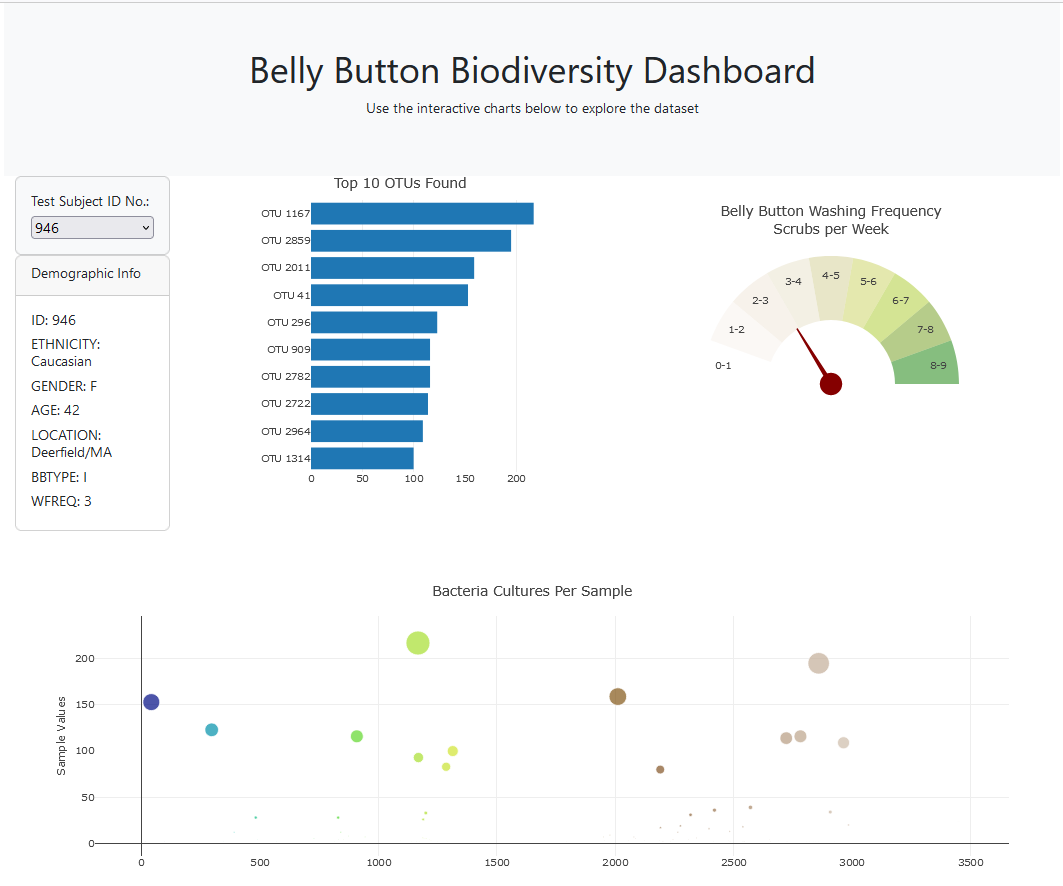 Belly Button Biodiversity Dashboard
Use the interactive charts below to explore the dataset
Test Subject ID No.:
946
Demographic Info
ID: 946
ETHNICITY:
Caucasian
GENDER: F
AGE: 42
LOCATION:
Deerfield/MA
BBTYPE: I
WFREQ: 3
Top 10 OTUs Found
OTU 1167
OTU 2859
OTU 2011
OTU 41
OTU 296
OTU 909
OTU 2782
OTU 2722
OTU 2964
OTU 1314
0 50 100 150 200
Belly Button Washing Frequency
Scrubs per Week
0-1
1-2
2-3
3-4
4-5
5-6
6-7
7-8
8-9
Bacteria Cultures Per Sample
Sample Values
200
150
100
50
0
0 500 1000 1500 2000 2500 3000 3500